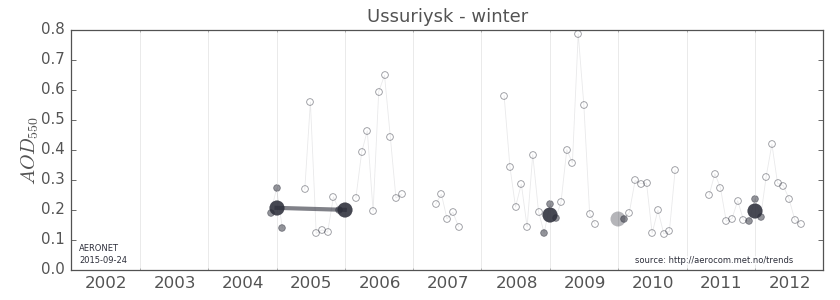 Ussuriysk - winter
0.8
0.7
0.6
0.5
0.4
0.3
0.2
0.1
0.0
AOD550
AERONET
2015-09-24
source: http://aerocom.met.no/trends
2002 2003 2004 2005 2006 2007 2008 2009 2010 2011 2012